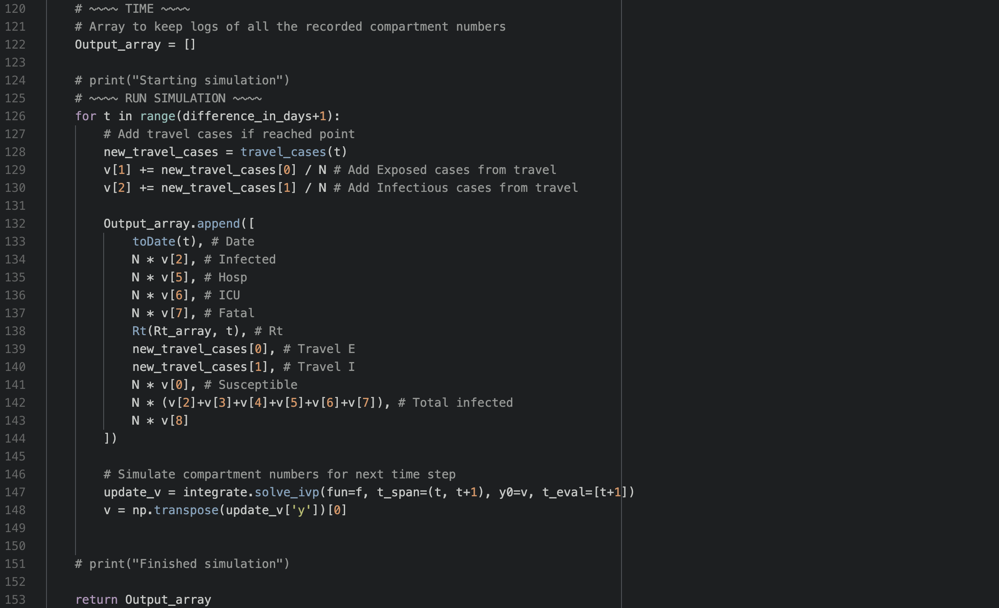 120 # ~~~~ TIME ~~~~
121 # Array to keep logs of all the recorded compartment numbers
122 Output_array = []
123
124 # print("Starting simulation")
125 # ~~~~ RUN SIMULATION ~~~~
126 for t in range(difference_in_days+1):
127 # Add travel cases if reached point
128 new_travel_cases = travel_cases(t)
129 v[1] += new_travel_cases[0] / N # Add Exposed cases from travel
130 v[2] += new_travel_cases[1] / N # Add Infectious cases from travel
131
132 Output_array.append([
133 toDate(t), # Date
134 N * v[2], # Infected
135 N * v[5], # Hosp
136 N * v[6], # ICU
137 N * v[7], # Fatal
138 Rt(Rt_array, t), # Rt
139 new_travel_cases[0], # Travel E
140 new_travel_cases[1], # Travel I
141 N * v[0], # Susceptible
142 N * (v[2]+v[3]+v[4]+v[5]+v[6]+v[7]), # Total infected
143 N * v[8]
144 ])
145
146 # Simulate compartment numbers for next time step
147 update_v = integrate.solve_ivp(fun=f, t_span=(t, t+1), y0=v, t_eval=[t+1])
148 v = np.transpose(update_v['y'])[0]
149
150
151 # print("Finished simulation")
152
153 return Output_array